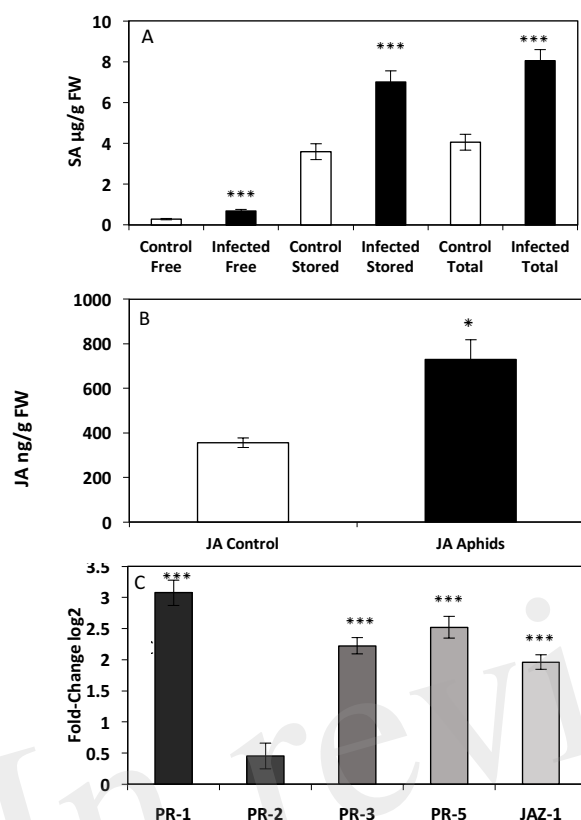 A
SA µg/g FW
10
8
6
4
2
0
***
***
***
Control Free
Infected Free
Control Stored
Infected Stored
Control Total
Infected Total
B
JA ng/g FW
1000
800
600
400
200
0
*
JA Control
JA Aphids
C
Fold-Change log2
3.5
3
2.5
2
1.5
1
0.5
0
***
***
***
***
PR-1
PR-2
PR-3
PR-5
JAZ-1
In revi